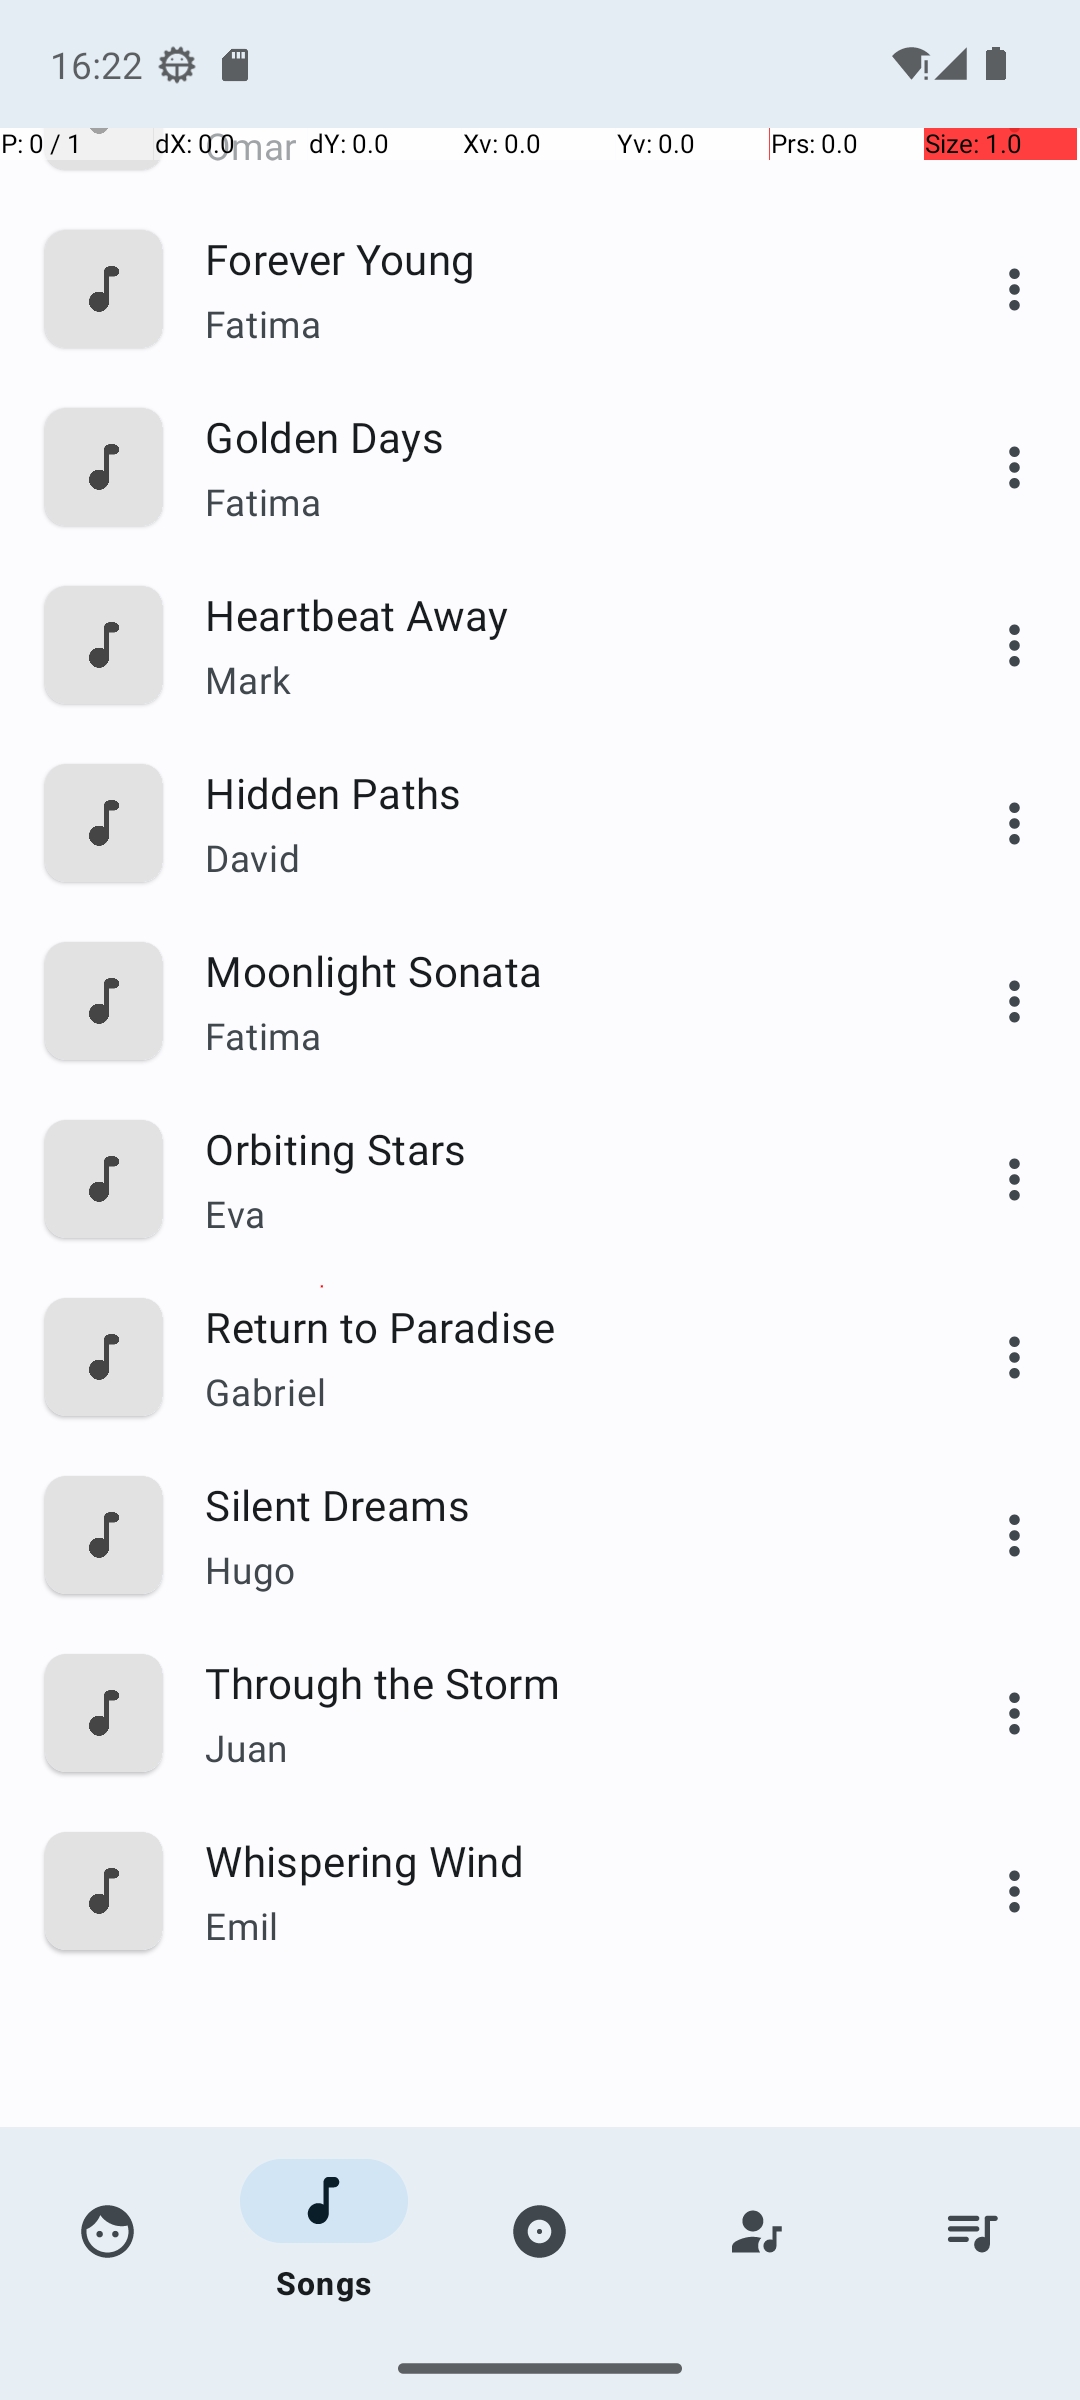 16:22
P: 0 / 1 dX: 0.0 dY: 0.0 Xv: 0.0 Yv: 0.0 Prs: 0.0 Size: 1.0
Omar
Forever Young
Fatima
Golden Days
Fatima
Heartbeat Away
Mark
Hidden Paths
David
Moonlight Sonata
Fatima
Orbiting Stars
Eva
Return to Paradise
Gabriel
Silent Dreams
Hugo
Through the Storm
Juan
Whispering Wind
Emil
Songs